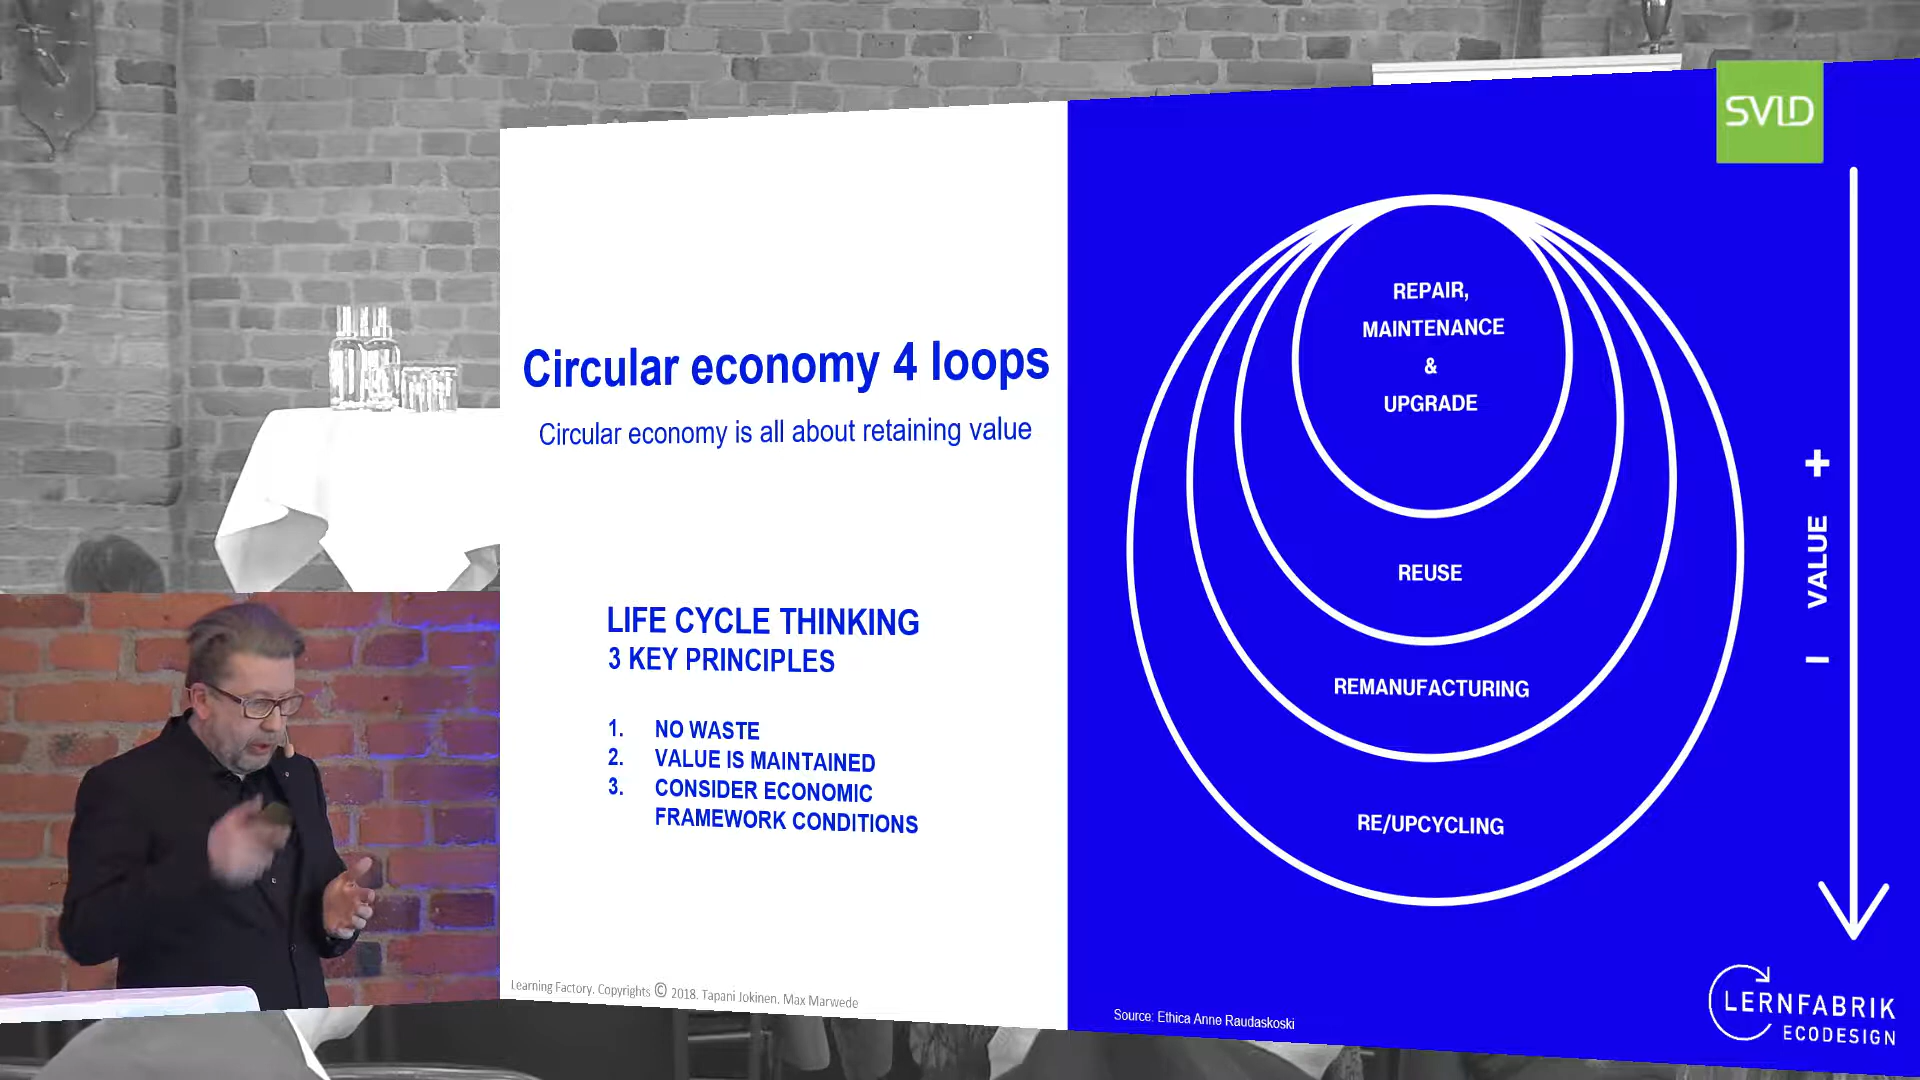 Circular economy 4 loops
Circular economy is all about retaining value
LIFE CYCLE THINKING
3 KEY PRINCIPLES
1. NO WASTE
2. VALUE IS MAINTAINED
3. CONSIDER ECONOMIC
FRAMEWORK CONDITIONS
Learning Factory. Copyrights © 2018. Tapani Jokinen. Max Marwede
SVID
REPAIR,
MAINTENANCE
&
UPGRADE
REUSE
REMANUFACTURING
RE/UPCYCLING
– VALUE +
Source: Ethica Anne Raudaskoski
LERNFABRIK
ECODESIGN